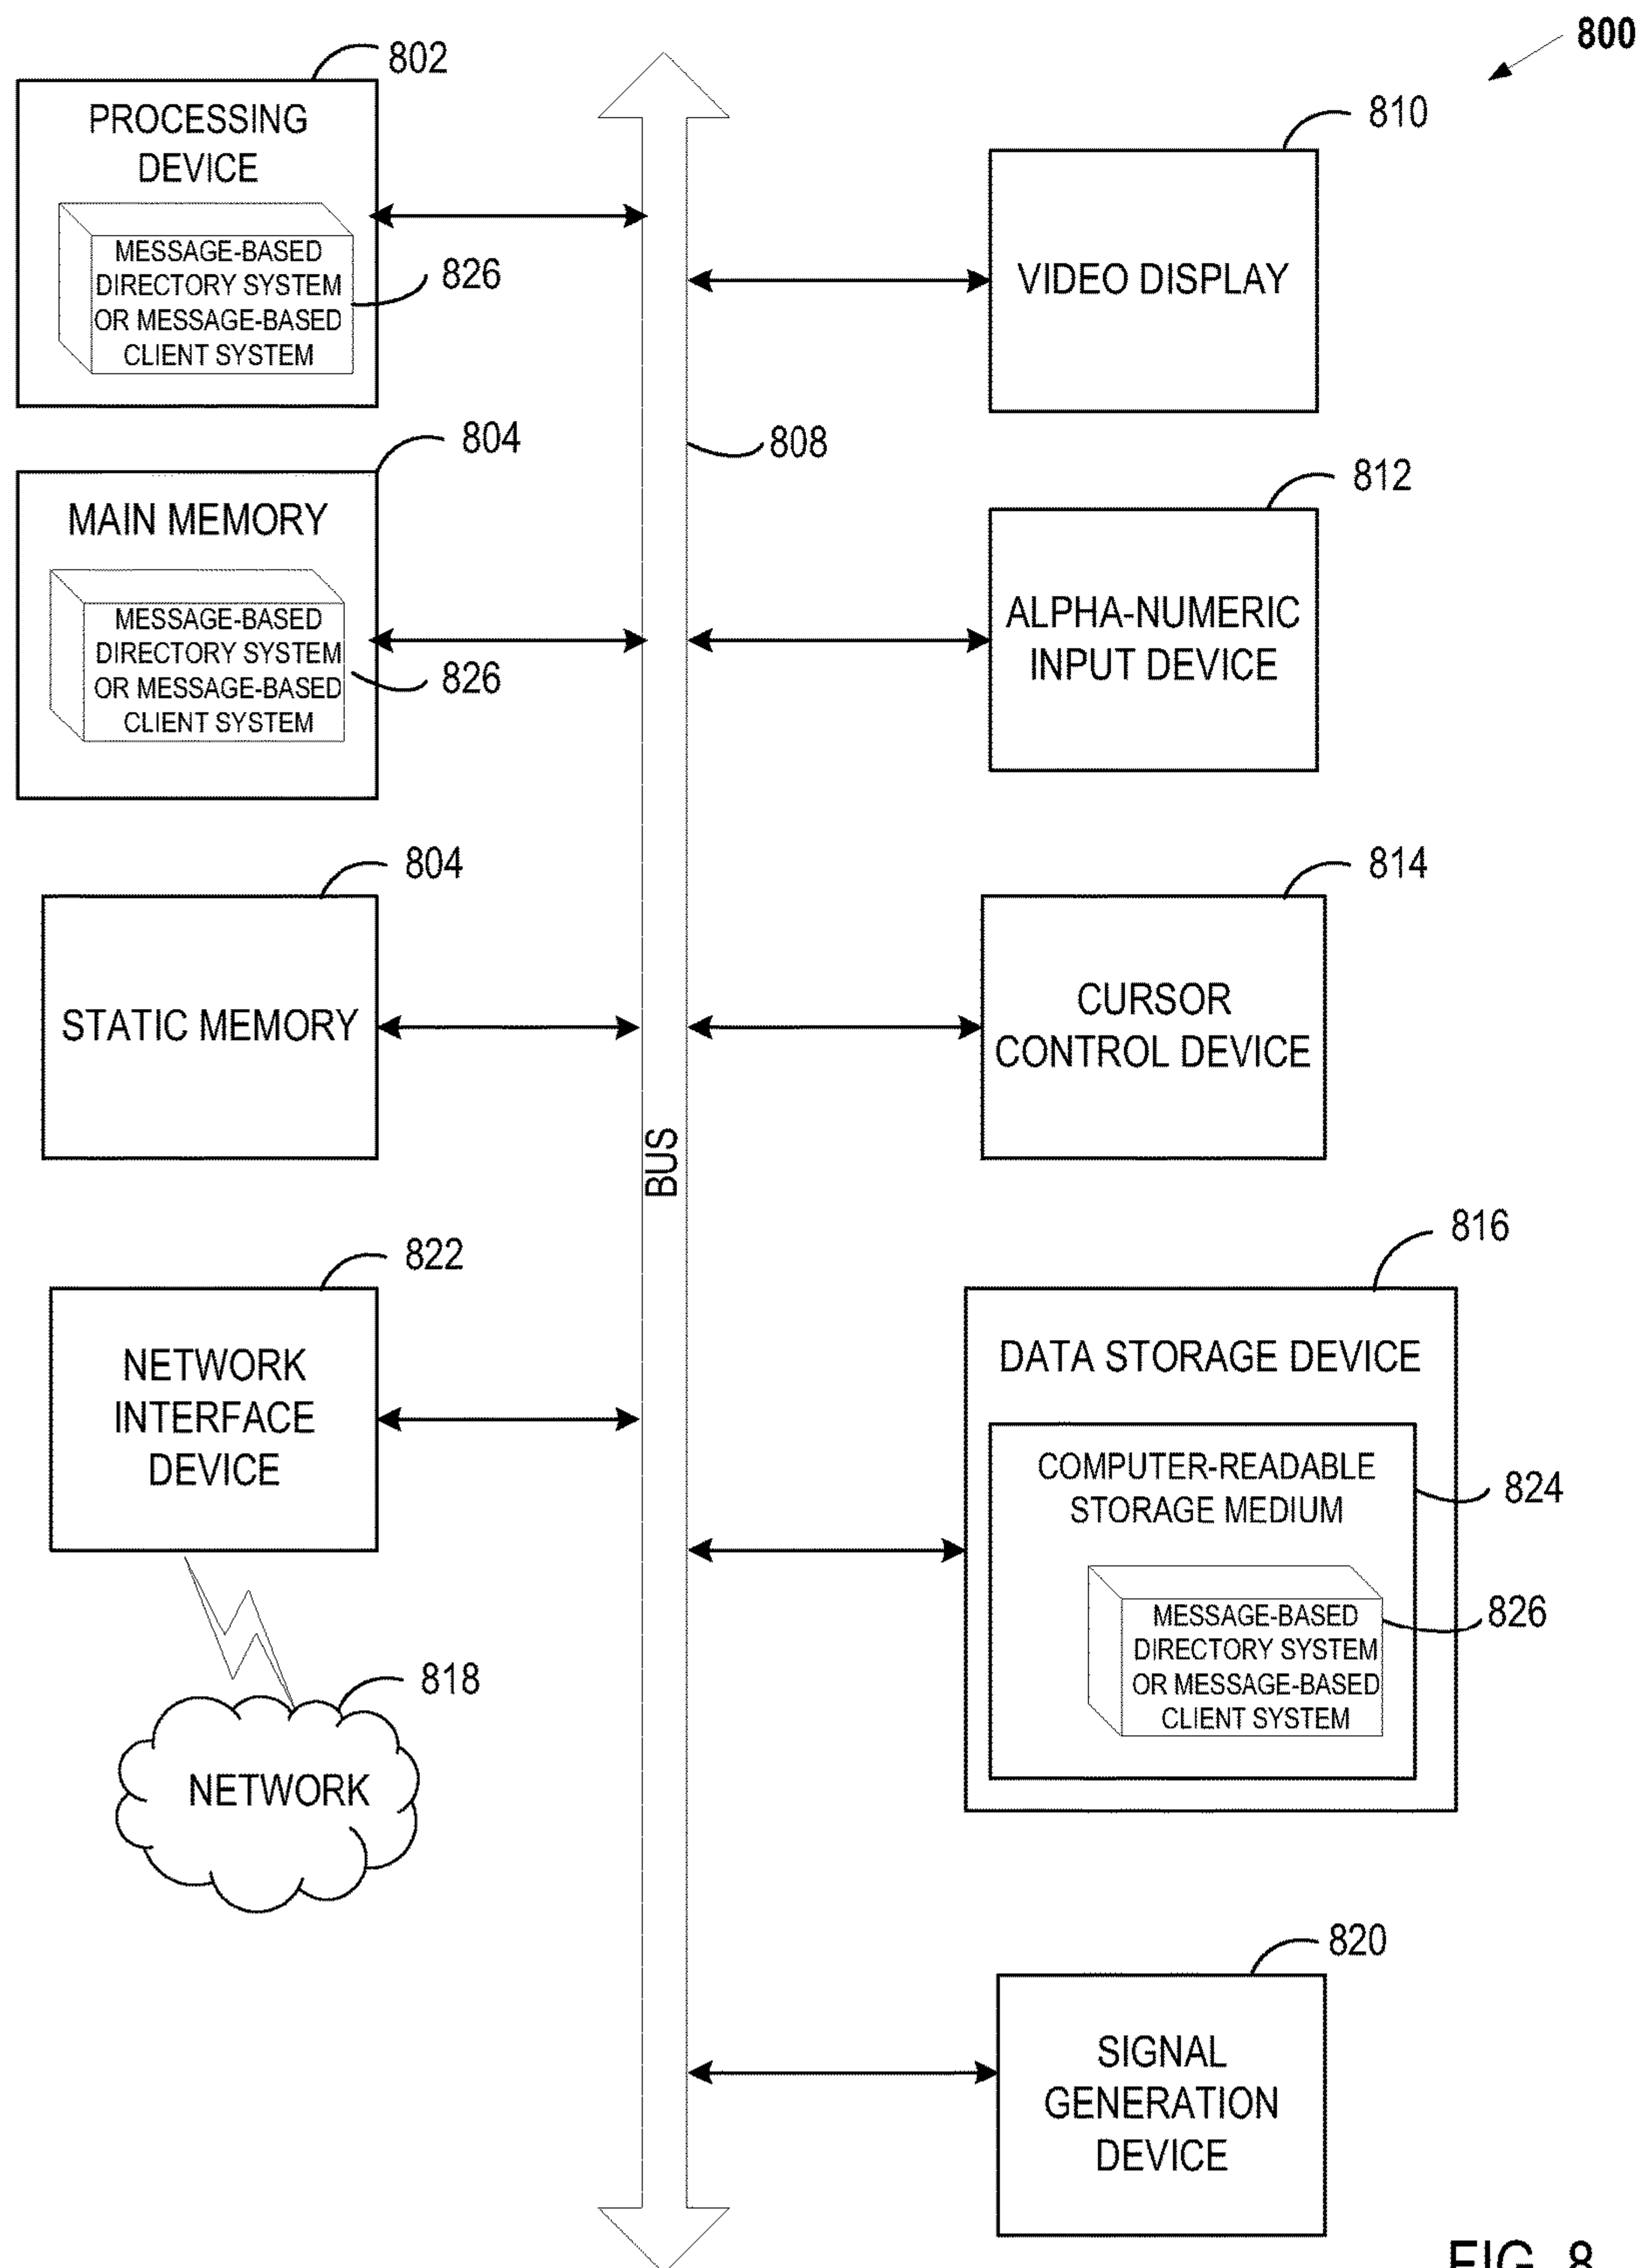 800
802
PROCESSING
DEVICE
MESSAGE-BASED
DIRECTORY SYSTEM
OR MESSAGE-BASED
CLIENT SYSTEM
826
804
MAIN MEMORY
MESSAGE-BASED
DIRECTORY SYSTEM
OR MESSAGE-BASED
CLIENT SYSTEM
826
804
STATIC MEMORY
822
NETWORK
INTERFACE
DEVICE
818
NETWORK
808
BUS
810
VIDEO DISPLAY
812
ALPHA-NUMERIC
INPUT DEVICE
814
CURSOR
CONTROL DEVICE
816
DATA STORAGE DEVICE
COMPUTER-READABLE
STORAGE MEDIUM
824
MESSAGE-BASED
DIRECTORY SYSTEM
OR MESSAGE-BASED
CLIENT SYSTEM
826
820
SIGNAL
GENERATION
DEVICE
FIG. 8